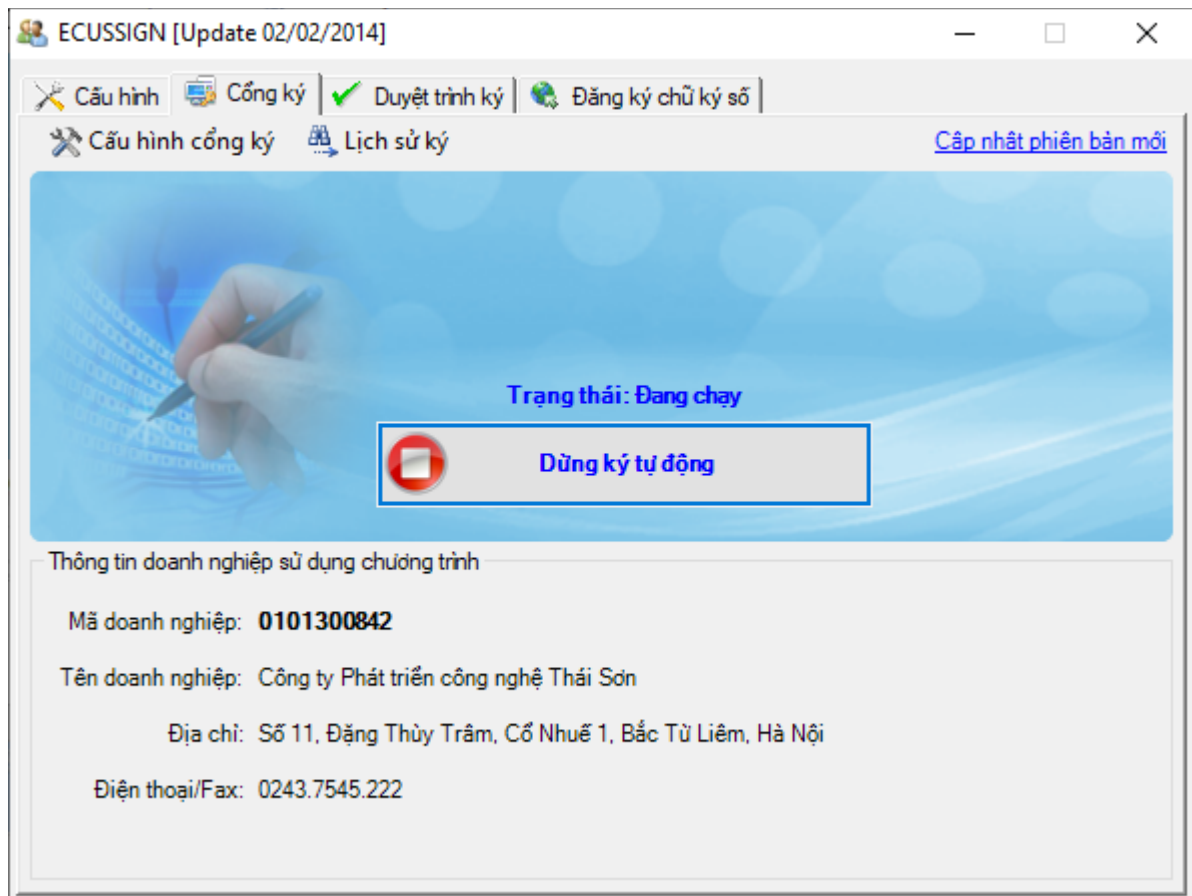 ECUSSIGN [Update 02/02/2014]
Cấu hình Cổng ký Duyệt trình ký Đăng ký chữ ký số
Cấu hình cổng ký Lịch sử ký Cập nhật phiên bản mới
Trạng thái: Đang chạy
Dừng ký tự động
Thông tin doanh nghiệp sử dụng chương trình
Mã doanh nghiệp: 0101300842
Tên doanh nghiệp: Công ty Phát triển công nghệ Thái Sơn
Địa chỉ: Số 11, Đặng Thùy Trâm, Cổ Nhuế 1, Bắc Từ Liêm, Hà Nội
Điện thoại/Fax: 0243.7545.222